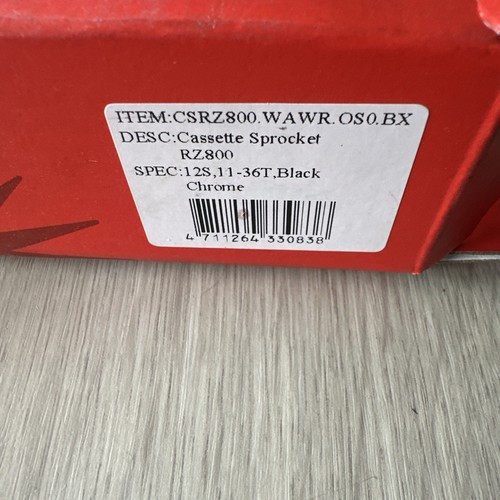 ITEM:CSRZ800.WAWR.OS0.BX
DESC:Cassette Sprocket
RZ800
SPEC:12S,11-36T,Black
Chrome
4 711264 330838